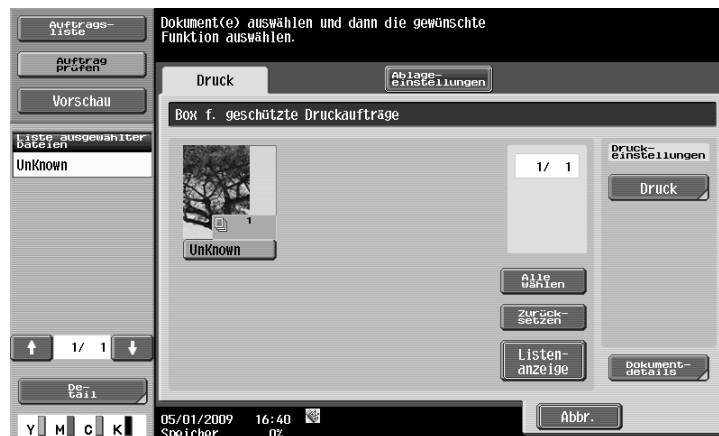 Auftrags-
liste
Auftrag
prüfen
Vorschau
Liste ausgewählter
Dateien
UnKnown
1/ 1
De-
tail
Y M C K
Dokument(e) auswählen und dann die gewünschte
Funktion auswählen.
Druck
Ablage-
einstellungen
Box f. geschützte Druckaufträge
1
UnKnown
1/ 1
Alle
wählen
Zurück-
setzen
Listen-
anzeige
Druck-
einstellungen
Druck
Dokument-
details
05/01/2009 16:40
Speicher 0%
Abbr.